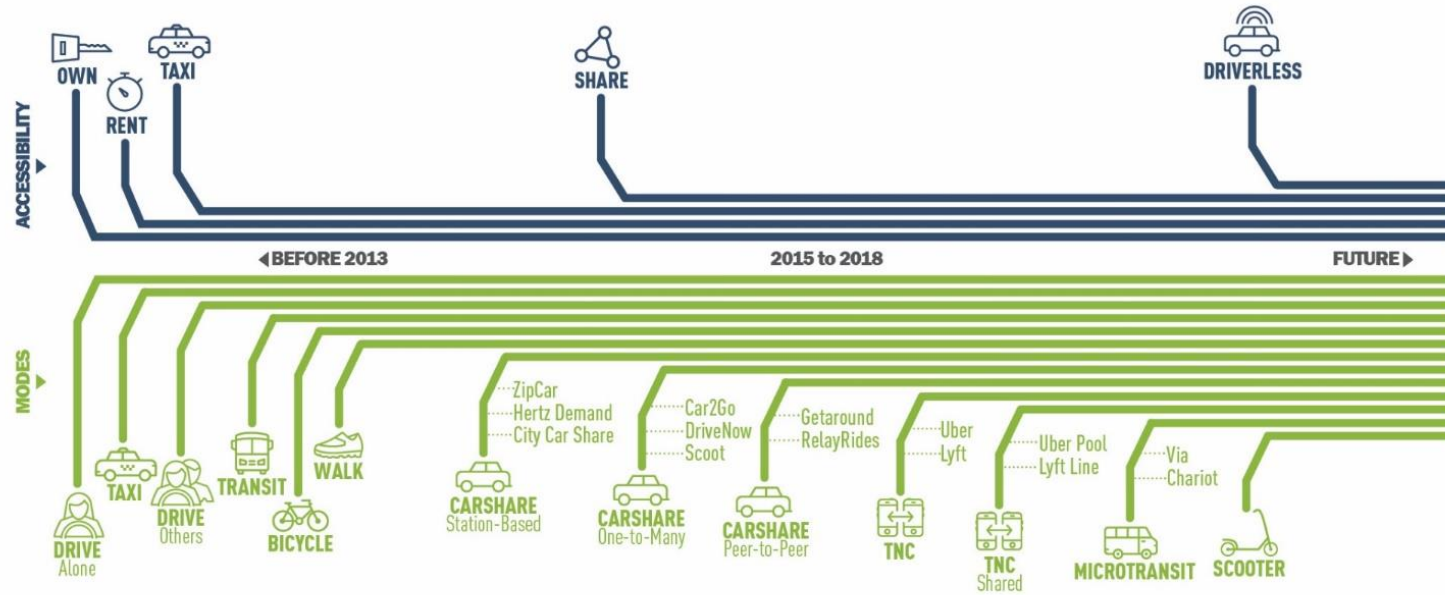 OWN
RENT
TAXI
SHARE
DRIVERLESS
ACCESSIBILITY
BEFORE 2013
2015 to 2018
FUTURE
MODES
DRIVE
Alone
TAXI
DRIVE
Others
TRANSIT
BICYCLE
WALK
ZipCar
Hertz Demand
City Car Share
CARSHARE
Station-Based
Car2Go
DriveNow
Scoot
CARSHARE
One-to-Many
Getaround
RelayRides
CARSHARE
Peer-to-Peer
Uber
Lyft
TNC
Uber Pool
Lyft Line
TNC
Shared
Via
Chariot
MICROTRANSIT
SCOOTER